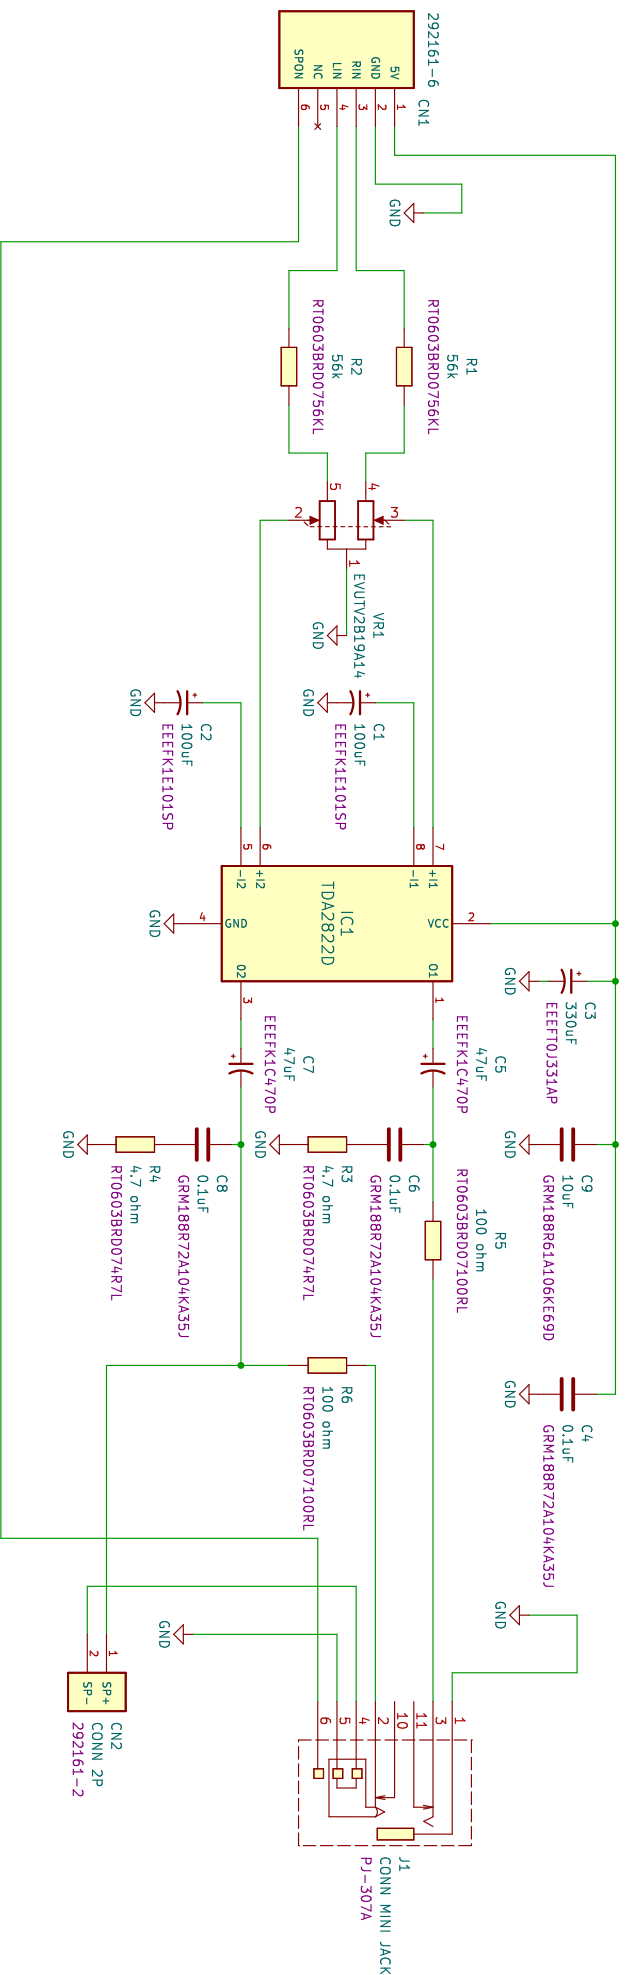 292161-6
CN1
5V
GND
RIN
LIN
NC
SPON
1
2
3
4
5
6
GND
R1
56k
RT0603BRD0756KL
R2
56k
RT0603BRD0756KL
4
5
3
2
1
VR1
EVUTV2B19A14
GND
C1
100uF
EEEFK1E101SP
GND
C2
100uF
EEEFK1E101SP
GND
7
8
6
5
+I1
-I1
+I2
-I2
IC1
TDA2822D
VCC
2
GND
4
GND
O1
O2
1
3
C3
330uF
EEEFT0J331AP
GND
C5
47uF
EEEFK1C470P
C7
47uF
EEEFK1C470P
C9
10uF
GRM188R61A106KE69D
GND
C6
0.1uF
GRM188R72A104KA35J
R3
4.7 ohm
RT0603BRD074R7L
GND
C8
0.1uF
GRM188R72A104KA35J
R4
4.7 ohm
RT0603BRD074R7L
GND
R5
100 ohm
RT0603BRD07100RL
R6
100 ohm
RT0603BRD07100RL
C4
0.1uF
GRM188R72A104KA35J
GND
GND
GND
1
2
SP+
SP-
CN2
CONN 2P
292161-2
1
3
11
10
2
4
5
6
J1
CONN MINI JACK
PJ-307A